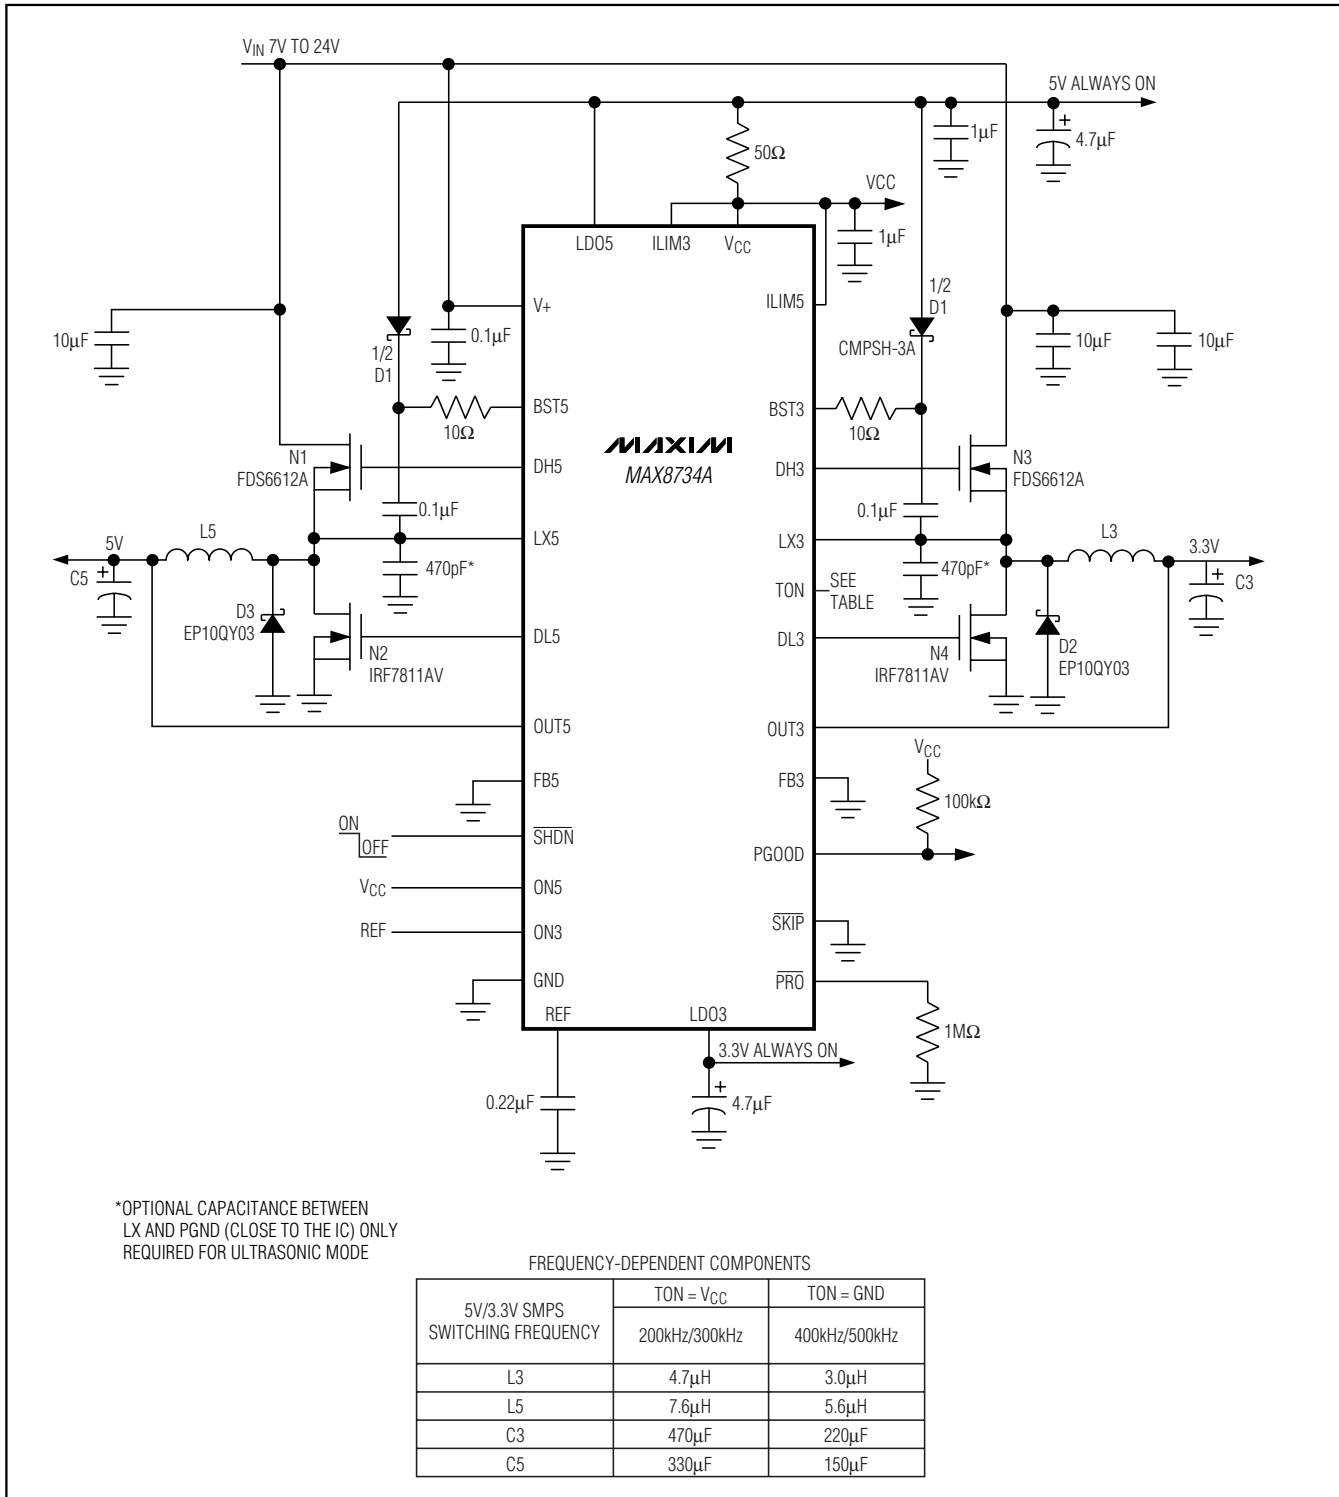 VIN 7V TO 24V
5V ALWAYS ON
1µF
4.7µF
50Ω
VCC
1µF
LDO5
ILIM3
VCC
ILIM5
V+
0.1µF
10µF
1/2
D1
1/2
D1
CMPSH-3A
10µF
10µF
BST5
10Ω
BST3
10Ω
MAXIM
MAX8734A
N1
FDS6612A
DH5
DH3
N3
FDS6612A
0.1µF
0.1µF
5V
L5
LX5
LX3
L3
3.3V
C5
+
470pF*
470pF*
+
C3
TON
SEE
TABLE
D3
EP10QY03
N2
IRF7811AV
DL5
DL3
N4
IRF7811AV
D2
EP10QY03
OUT5
OUT3
VCC
FB5
FB3
100kΩ
ON
OFF
SHDN
PGOOD
VCC
ON5
REF
ON3
SKIP
GND
PRO
REF
LDO3
1MΩ
3.3V ALWAYS ON
0.22µF
+
4.7µF
+
*OPTIONAL CAPACITANCE BETWEEN
LX AND PGND (CLOSE TO THE IC) ONLY
REQUIRED FOR ULTRASONIC MODE
FREQUENCY-DEPENDENT COMPONENTS
5V/3.3V SMPS
SWITCHING FREQUENCY
TON = VCC
TON = GND
200kHz/300kHz
400kHz/500kHz
L3
4.7µH
3.0µH
L5
7.6µH
5.6µH
C3
470µF
220µF
C5
330µF
150µF